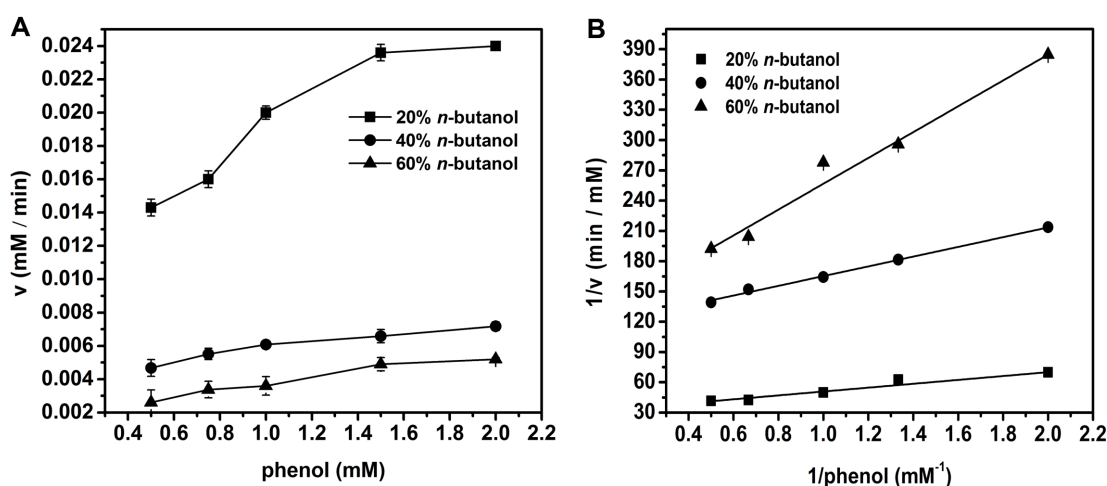 A
0.024
0.022
0.020
0.018
0.016
0.014
0.012
0.010
0.008
0.006
0.004
0.002
v (mM / min)
20% n-butanol
40% n-butanol
60% n-butanol
0.4 0.6 0.8 1.0 1.2 1.4 1.6 1.8 2.0 2.2
phenol (mM)
B
390
360
330
300
270
240
210
180
150
120
90
60
30
1/v (min / mM)
20% n-butanol
40% n-butanol
60% n-butanol
0.4 0.6 0.8 1.0 1.2 1.4 1.6 1.8 2.0 2.2
1/phenol (mM⁻¹)